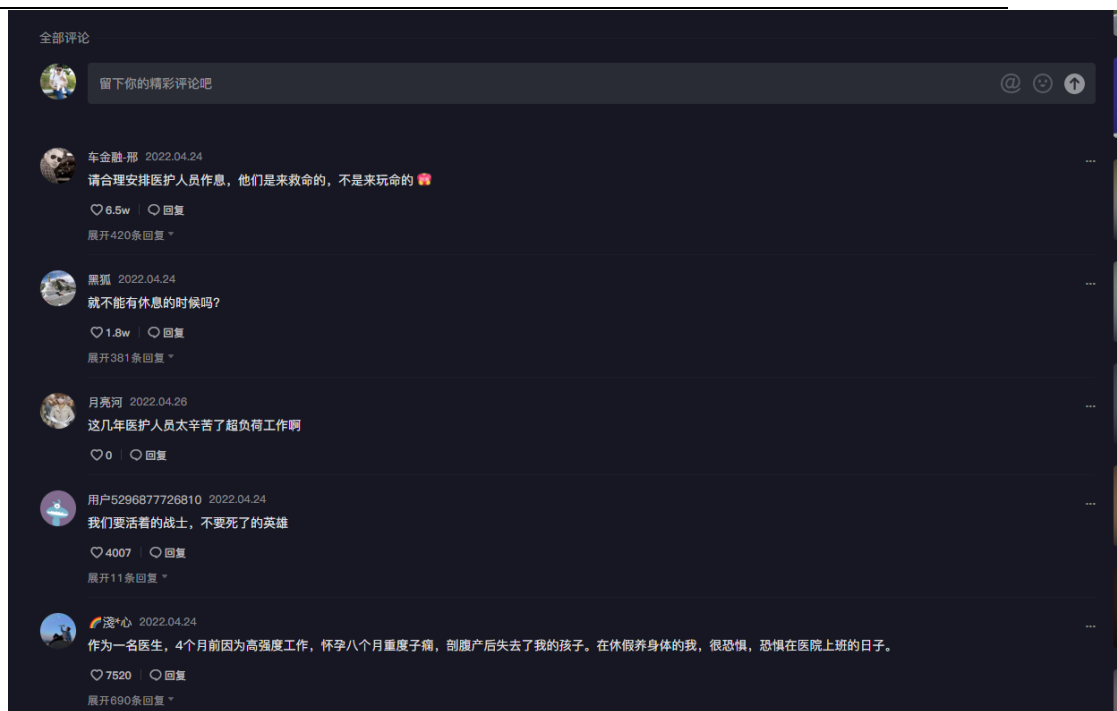 全部评论
留下你的精彩评论吧
车金融-邢 2022.04.24
请合理安排医护人员作息，他们是来救命的，不是来玩命的
6.5w 回复
展开420条回复
黑狐 2022.04.24
就不能有休息的时候吗?
1.8w 回复
展开381条回复
月亮河 2022.04.26
这几年医护人员太辛苦了超负荷工作啊
0 回复
用户5296877726810 2022.04.24
我们要活着的战士，不要死了的英雄
4007 回复
展开11条回复
🌈淺*心 2022.04.24
作为一名医生，4个月前因为高强度工作，怀孕八个月重度子痫，剖腹产后失去了我的孩子。在休假养身体的我，很恐惧，恐惧在医院上班的日子。
7520 回复
展开690条回复